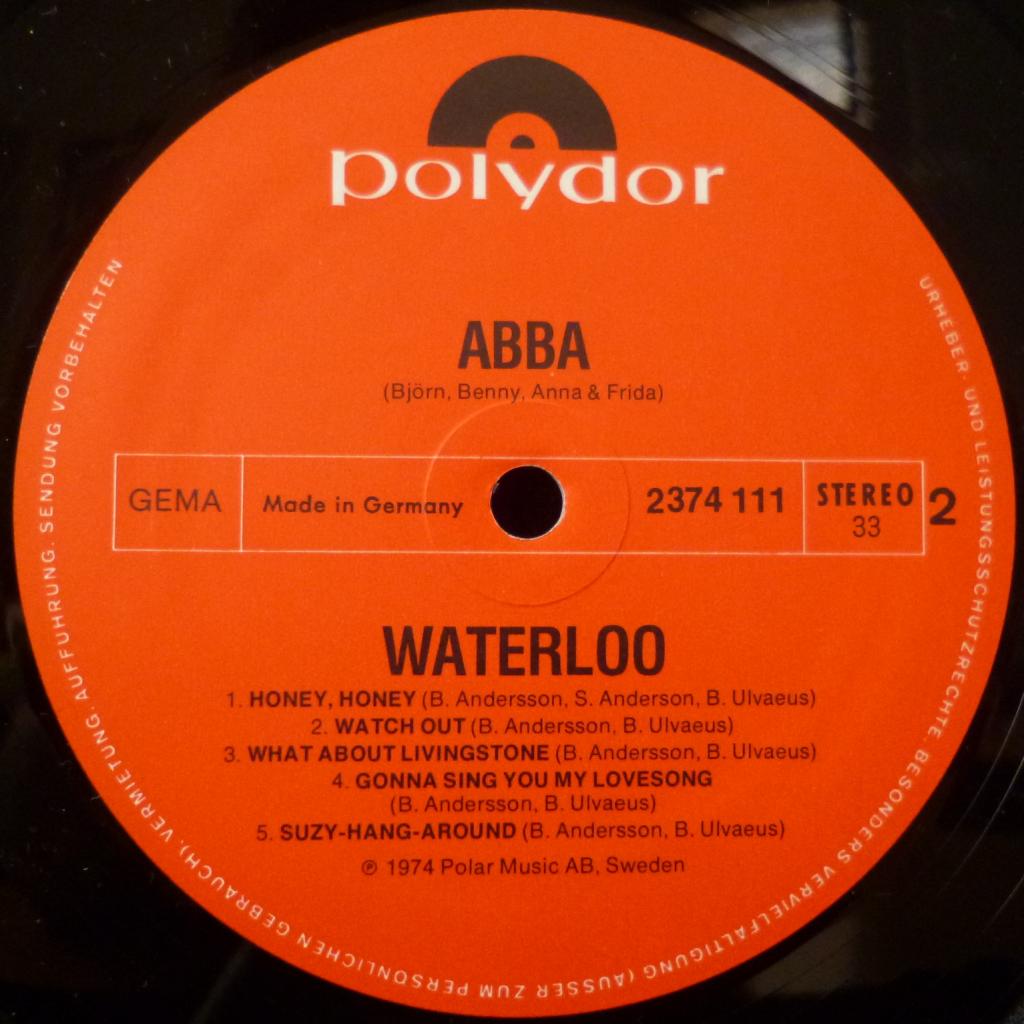 polydor
ABBA
(Björn, Benny, Anna & Frida)
GEMA
Made in Germany
2374 111
STEREO
33
2
WATERLOO
1. HONEY, HONEY (B. Andersson, S. Anderson, B. Ulvaeus)
2. WATCH OUT (B. Andersson, B. Ulvaeus)
3. WHAT ABOUT LIVINGSTONE (B. Andersson, B. Ulvaeus)
4. GONNA SING YOU MY LOVESONG
(B. Andersson, B. Ulvaeus)
5. SUZY-HANG-AROUND (B. Andersson, B. Ulvaeus)
℗ 1974 Polar Music AB, Sweden
URHEBER- UND LEISTUNGSSCHUTZRECHTE, BESONDERS VERVIELFÄLTIGUNG (AUSSER ZUM PERSÖNLICHEN GEBRAUCH), VERMIETUNG, AUFFÜHRUNG, SENDUNG VORBEHALTEN